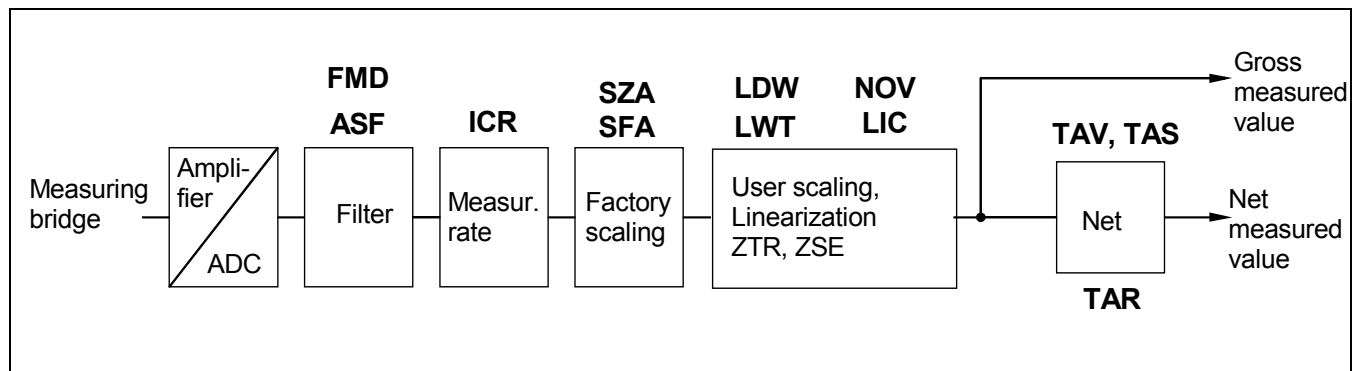 FMD
ASF
ICR
SZA
SFA
LDW
LWT
NOV
LIC
TAV, TAS
Gross
measured
value
Measuring
bridge
Ampli-
fier
ADC
Filter
Measur.
rate
Factory
scaling
User scaling,
Linearization
ZTR, ZSE
Net
TAR
Net
measured
value